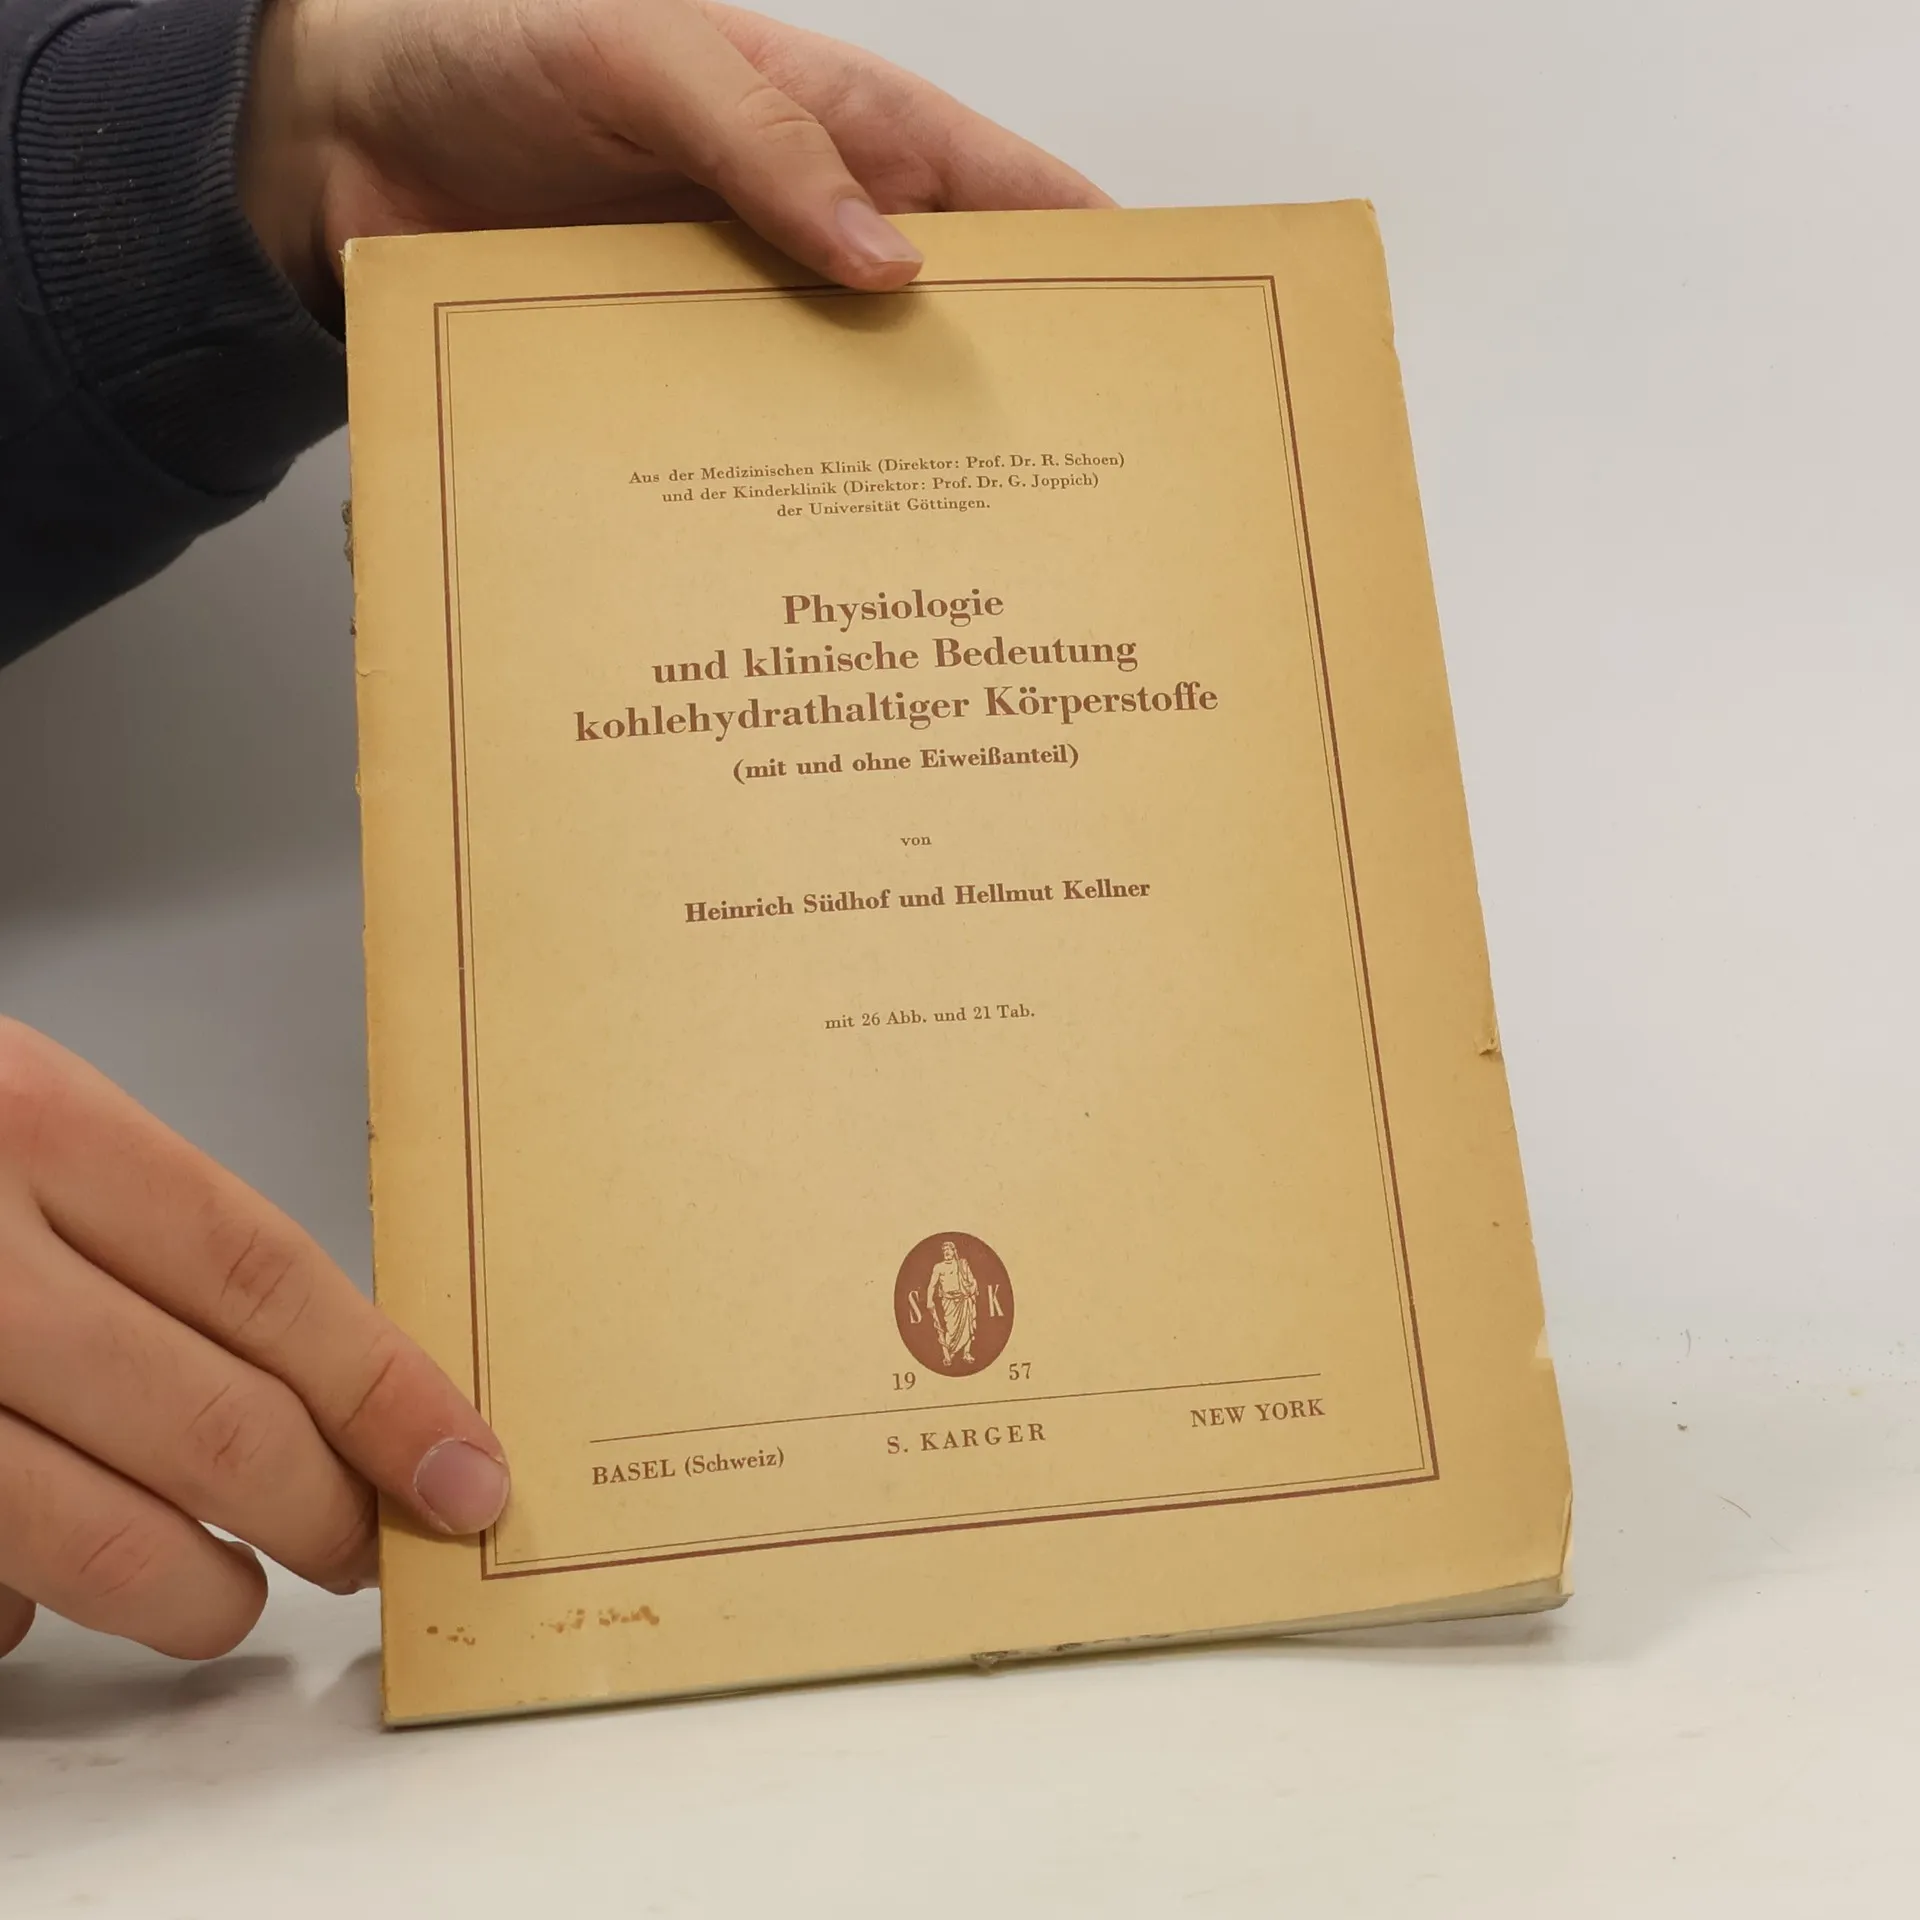 Aus der Medizinischen Klinik (Direktor: Prof. Dr. R. Schoen)
und der Kinderklinik (Direktor: Prof. Dr. G. Joppich)
der Universität Göttingen.
Physiologie
und klinische Bedeutung
kohlehydrathaltiger Körperstoffe
(mit und ohne Eiweißanteil)
von
Heinrich Südhof und Hellmut Kellner
mit 26 Abb. und 21 Tab.
S K
19 57
BASEL (Schweiz) S. KARGER NEW YORK